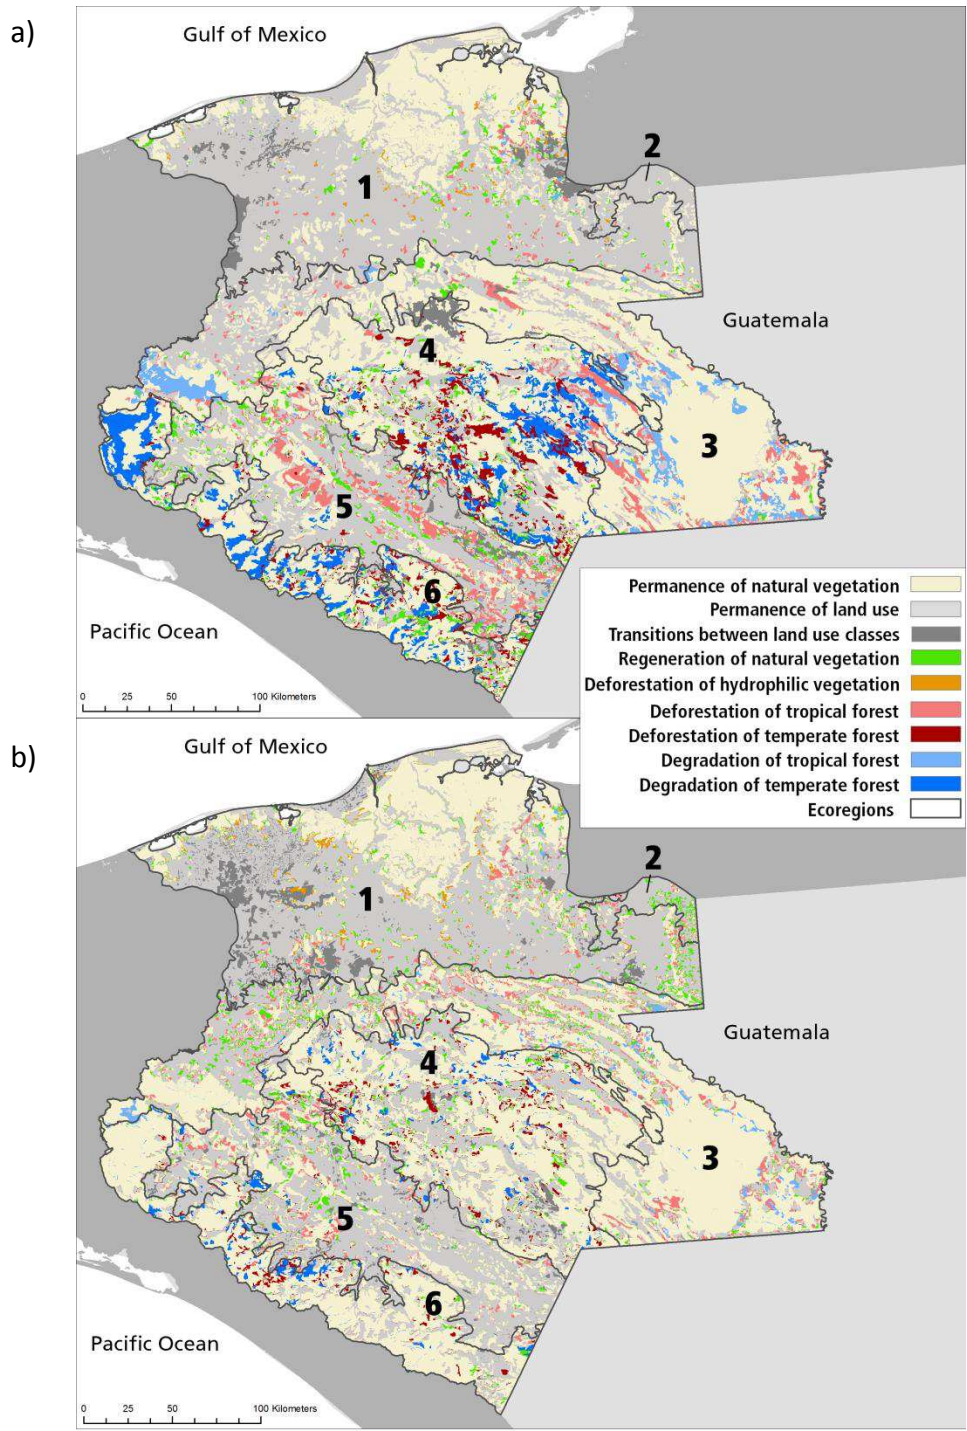 a)
Gulf of Mexico
2
1
Guatemala
4
3
5
6
Pacific Ocean
0 25 50 100 Kilometers
Permanence of natural vegetation
Permanence of land use
Transitions between land use classes
Regeneration of natural vegetation
Deforestation of hydrophilic vegetation
Deforestation of tropical forest
Deforestation of temperate forest
Degradation of tropical forest
Degradation of temperate forest
Ecoregions
b)
Gulf of Mexico
2
1
Guatemala
4
3
5
6
Pacific Ocean
0 25 50 100 Kilometers